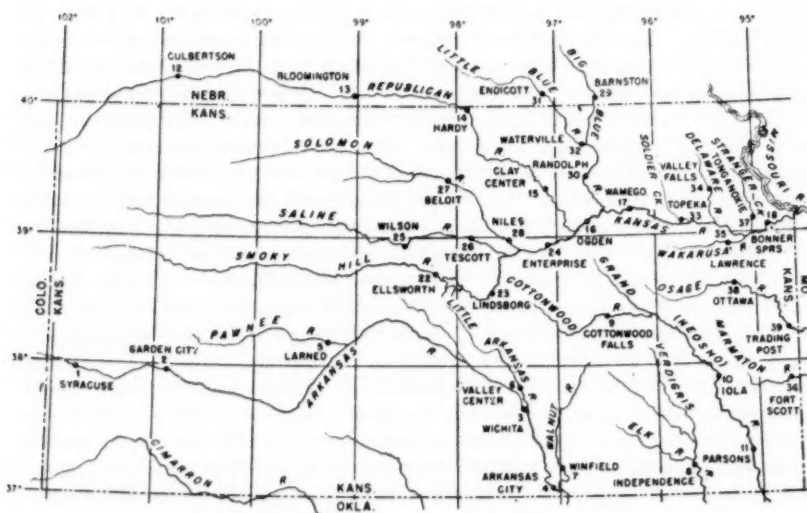 102° 101° 100° 99° 98° 97° 96° 95°
CULBERTSON
12
BLOOMINGTON
13
REPUBLICAN
LITTLE BLUE R
BIG BLUE R
ENDICOTT
31
BARNSTON
29
40°
NEBR.
KANS.
14
HARDY
WATERVILLE
32
RANDOLPH
30
SOLOMON R
27
BELOIT
CLAY
CENTER
15
R
SOLDIER CK
VALLEY
FALLS
34
DELAWARE R
STRANGER CK
TONGANOXIE
MISSOURI R
WAMEGO
17
TOPEKA
33
37
18
39°
SALINE R
WILSON
25
26
TESCOTT
NILES
28
16
OGDEN
KANSAS R
35
BONNER
SPRS.
WAKARUSA R
LAWRENCE
24
ENTERPRISE
SMOKY HILL R
22
ELLSWORTH
23
LINDSBORG
COTTONWOOD R
GRAND
(NEOSHO)
R
OSAGE R
38
OTTAWA
KANS
MO
COLO.
KANS.
9
COTTONWOOD
FALLS
39
TRADING
POST
PAWNEE R
5
LARNED
ARKANSAS R
LITTLE ARKANSAS R
VERDIGRIS R
MARMATON R
38°
1
SYRACUSE
GARDEN CITY
2
6
VALLEY
CENTER
3
WICHITA
WALNUT R
10
IOLA
36
FORT
SCOTT
ELK R
PARSONS
11
CIMARRON R
WINFIELD
7
8
INDEPENDENCE
37°
KANS.
OKLA.
ARKANSAS
CITY
4